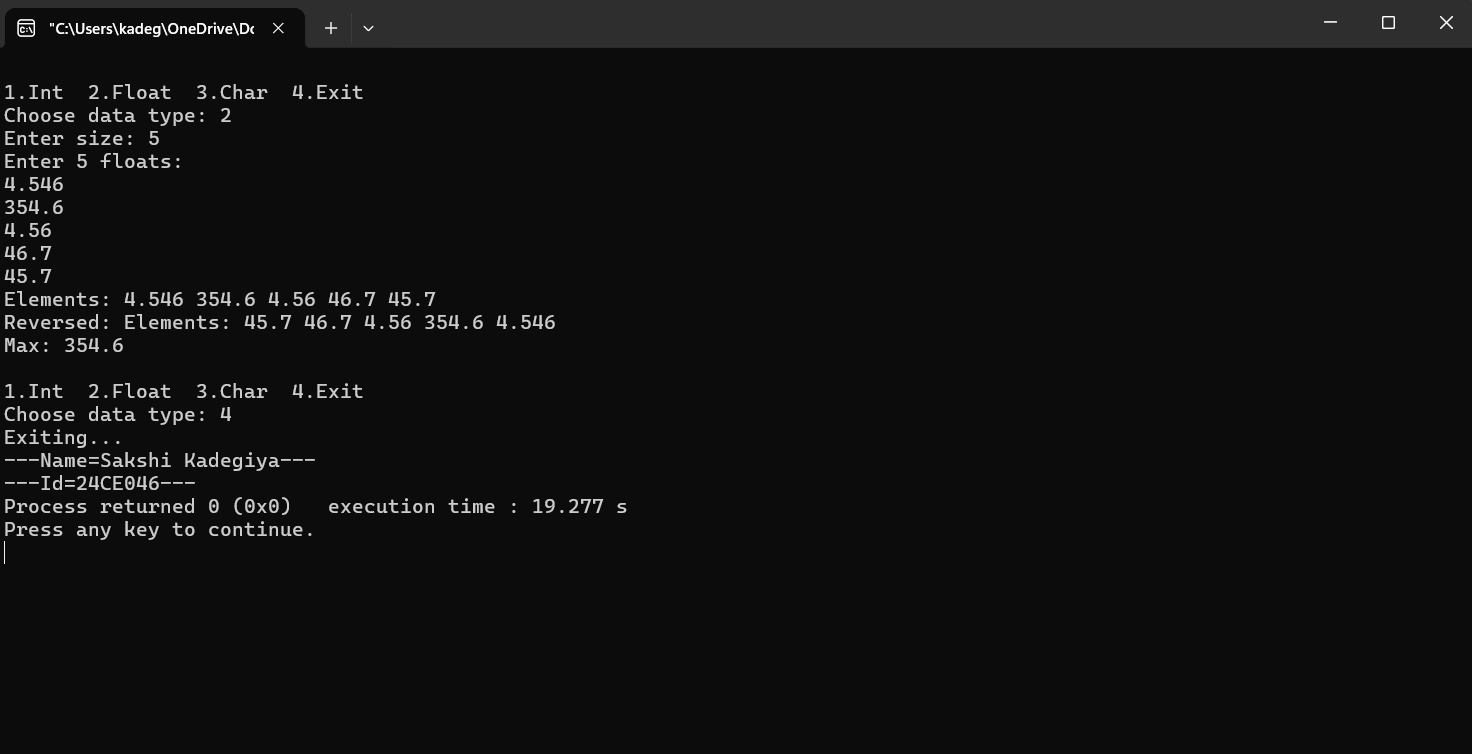 "C:\Users\kadeg\OneDrive\Dc
1.Int  2.Float  3.Char  4.Exit
Choose data type: 2
Enter size: 5
Enter 5 floats:
4.546
354.6
4.56
46.7
45.7
Elements: 4.546 354.6 4.56 46.7 45.7
Reversed: Elements: 45.7 46.7 4.56 354.6 4.546
Max: 354.6
1.Int  2.Float  3.Char  4.Exit
Choose data type: 4
Exiting...
---Name=Sakshi Kadegiya---
---Id=24CE046---
Process returned 0 (0x0)   execution time : 19.277 s
Press any key to continue.